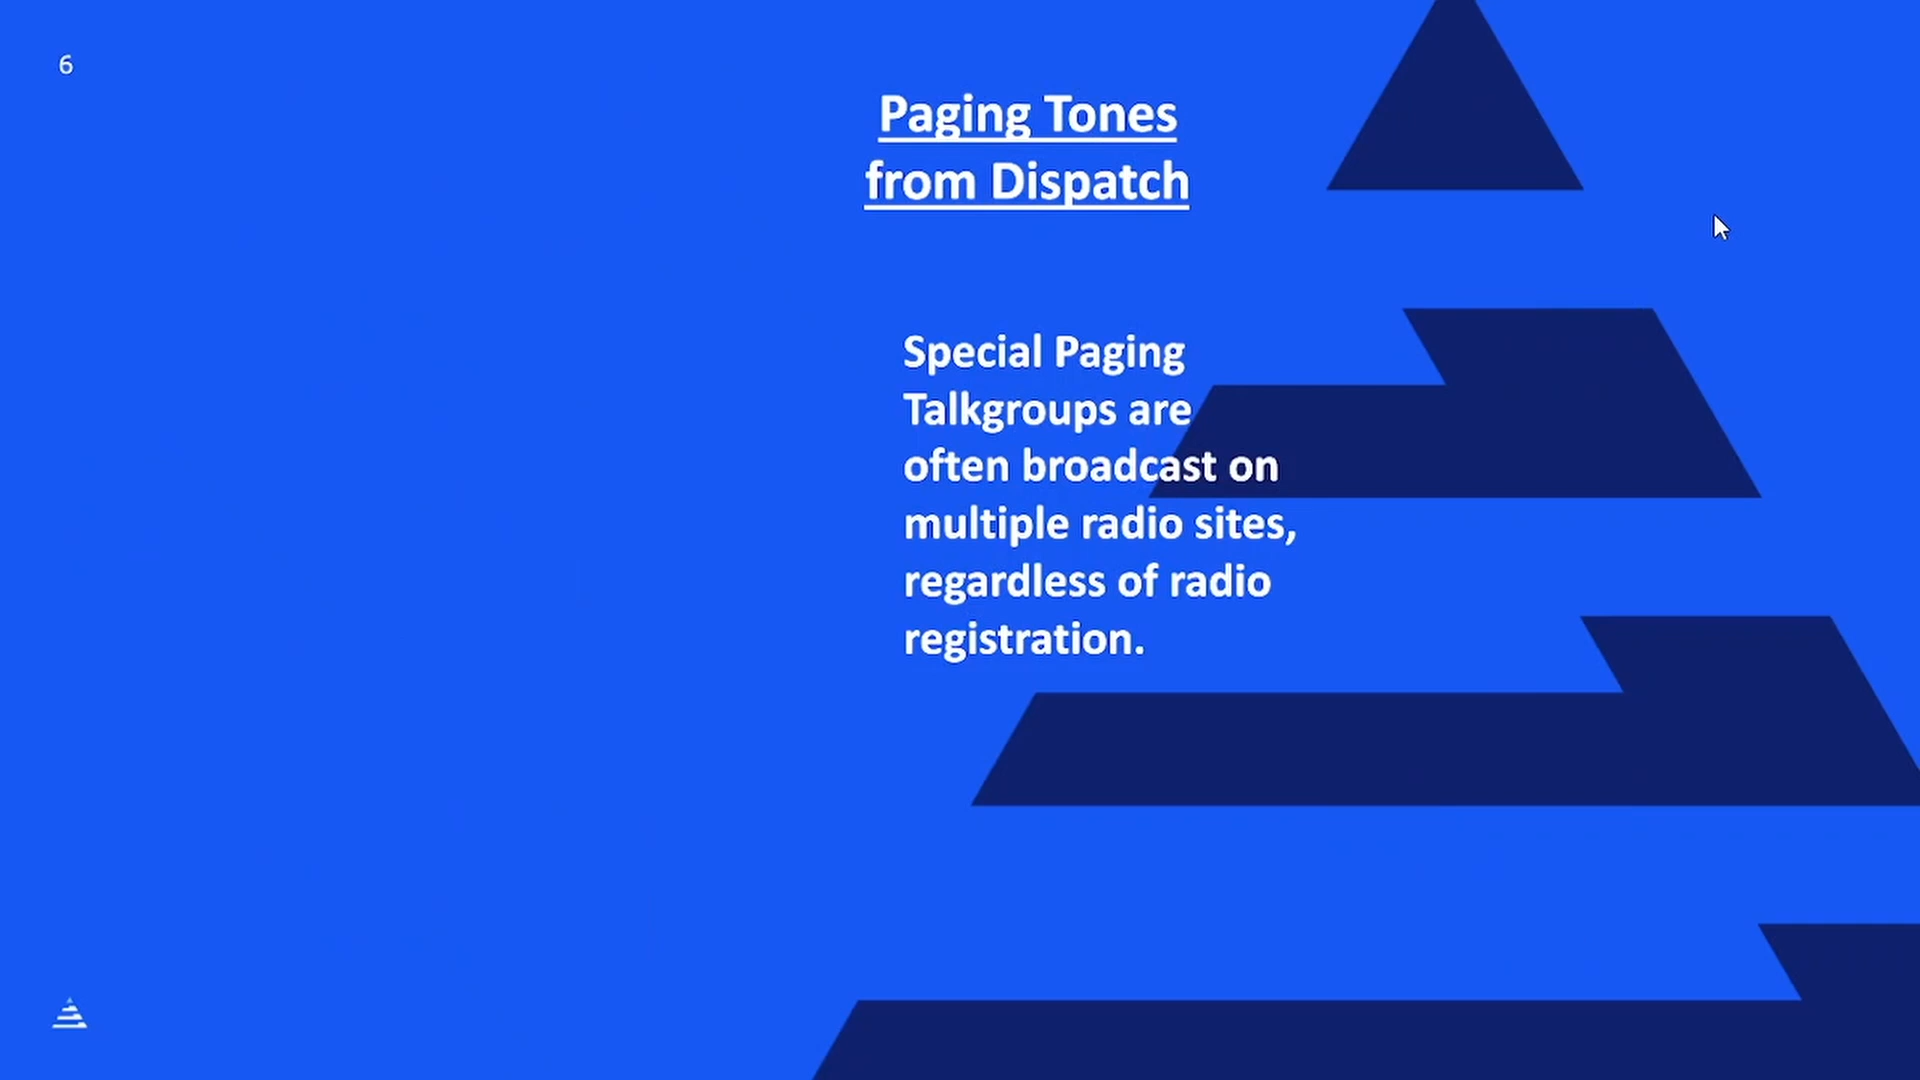 6
Paging Tones
from Dispatch
Special Paging
Talkgroups are
often broadcast on
multiple radio sites,
regardless of radio
registration.